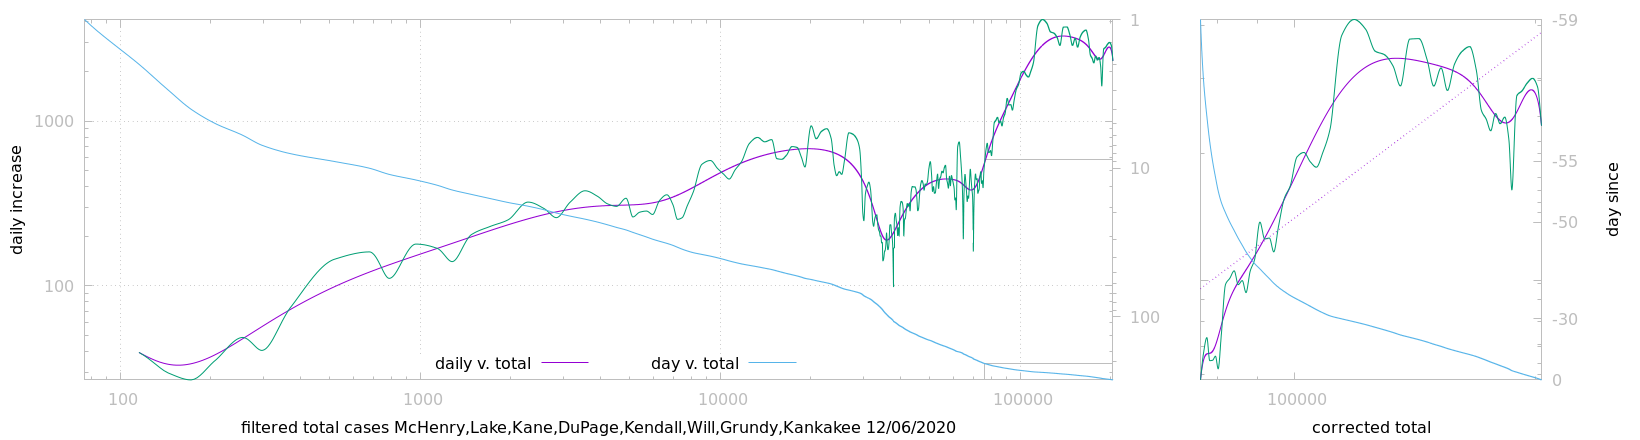 daily increase
1000
100
daily v. total
day v. total
1
10
100
100
1000
10000
100000
filtered total cases McHenry,Lake,Kane,DuPage,Kendall,Will,Grundy,Kankakee 12/06/2020
-59
-55
-50
-30
0
day since
100000
corrected total